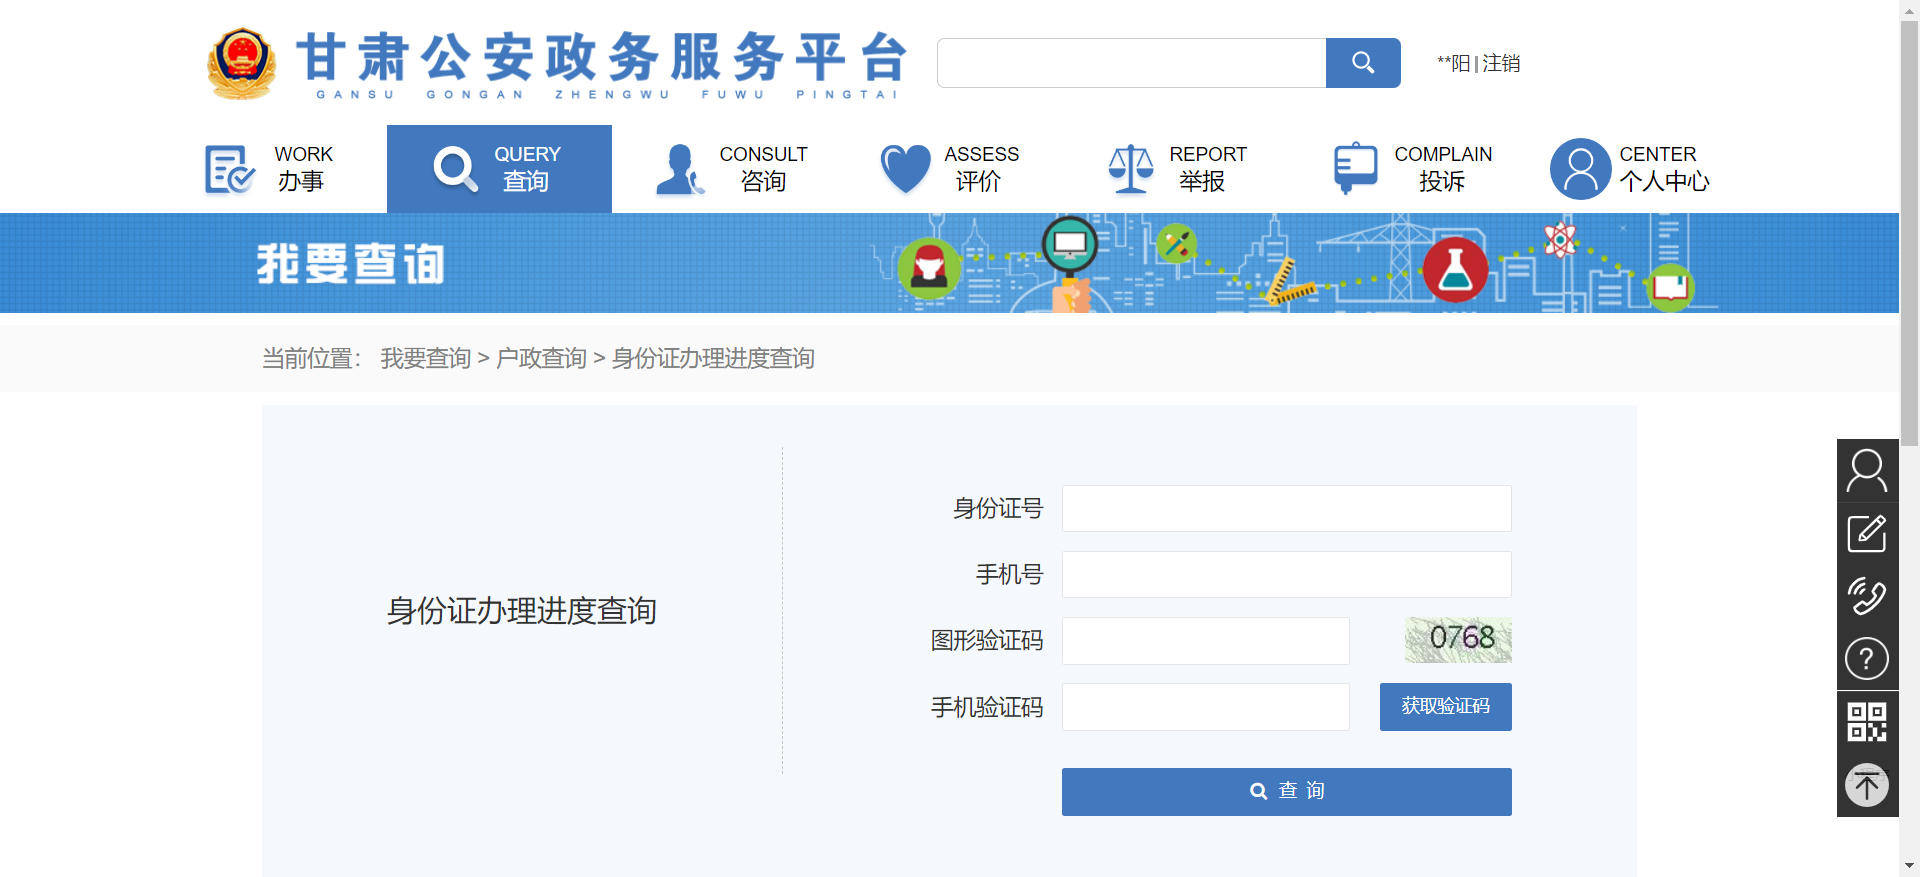 甘肃公安政务服务平台
GANSU GONGAN ZHENGWU FUWU PINGTAI
**阳 | 注销
WORK
办事
QUERY
查询
CONSULT
咨询
ASSESS
评价
REPORT
举报
COMPLAIN
投诉
CENTER
个人中心
我要查询
当前位置： 我要查询 > 户政查询 > 身份证办理进度查询
身份证办理进度查询
身份证号
手机号
图形验证码
0768
手机验证码
获取验证码
查 询